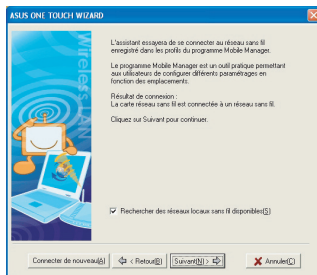 ASUS ONE TOUCH WIZARD
Wireless LAN
L'assistant essayera de se connecter au réseau sans fil
enregistré dans les profils du programme Mobile Manager.
Le programme Mobile Manager est un outil pratique permettant
aux utilisateurs de configurer différents paramètres en
fonction des emplacements.
Résultat de connexion :
La carte réseau sans fil est connectée à un réseau sans fil.
Cliquez sur Suivant pour continuer.
Rechercher des réseaux locaux sans fil disponibles(S)
Connecter de nouveau(A) < Retour(B) Suivant(N) > Annuler(C)